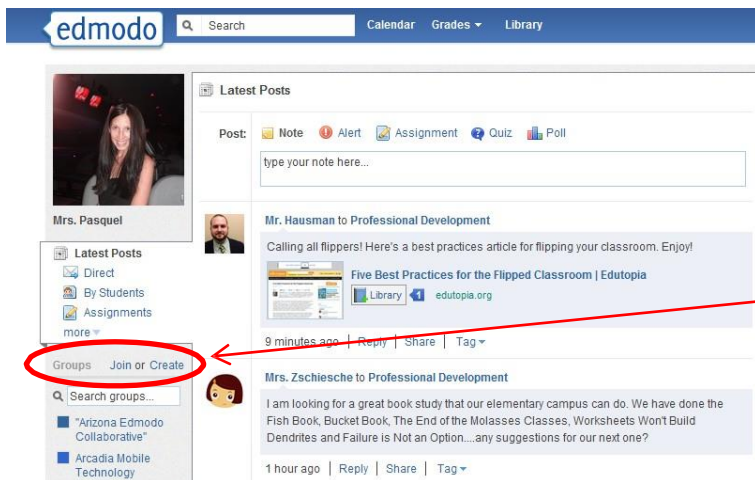 edmodo
Search
Calendar Grades Library
Latest Posts
Post: Note Alert Assignment Quiz Poll
type your note here...
Mrs. Pasquel
Latest Posts
Direct
By Students
Assignments
more
Groups Join or Create
Search groups...
"Arizona Edmodo
Collaborative"
Arcadia Mobile
Technology
Mr. Hausman to Professional Development
Calling all flippers! Here's a best practices article for flipping your classroom. Enjoy!
Five Best Practices for the Flipped Classroom | Edutopia
Library 1 edutopia.org
9 minutes ago | Reply | Share | Tag
Mrs. Zschiesche to Professional Development
I am looking for a great book study that our elementary campus can do. We have done the
Fish Book, Bucket Book, The End of the Molasses Classes, Worksheets Won't Build
Dendrites and Failure is Not an Option....any suggestions for our next one?
1 hour ago | Reply | Share | Tag